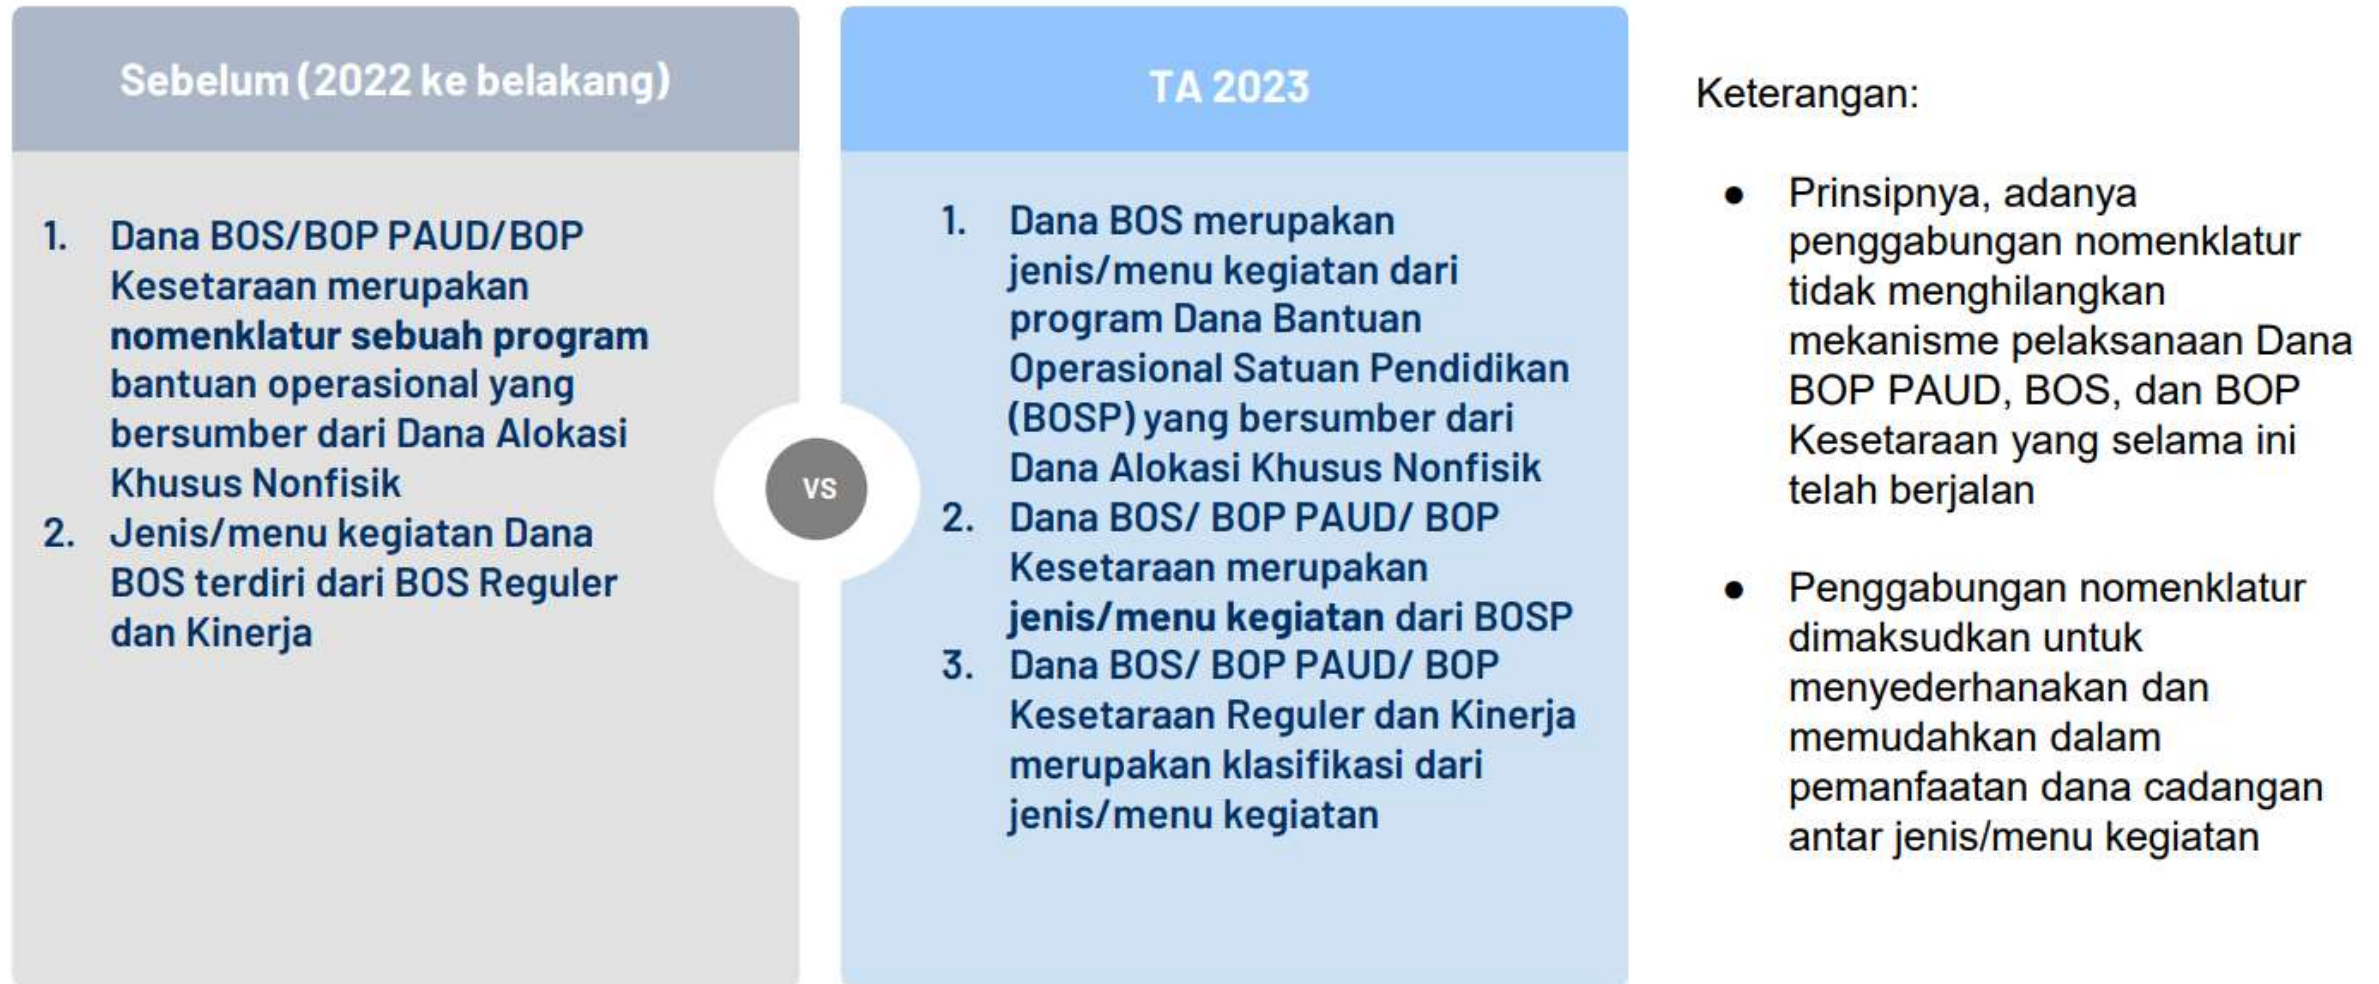 Sebelum (2022 ke belakang)
1. Dana BOS/BOP PAUD/BOP
Kesetaraan merupakan
nomenklatur sebuah program
bantuan operasional yang
bersumber dari Dana Alokasi
Khusus Nonfisik
2. Jenis/menu kegiatan Dana
BOS terdiri dari BOS Reguler
dan Kinerja
VS
TA 2023
1. Dana BOS merupakan
jenis/menu kegiatan dari
program Dana Bantuan
Operasional Satuan Pendidikan
(BOSP) yang bersumber dari
Dana Alokasi Khusus Nonfisik
2. Dana BOS/ BOP PAUD/ BOP
Kesetaraan merupakan
jenis/menu kegiatan dari BOSP
3. Dana BOS/ BOP PAUD/ BOP
Kesetaraan Reguler dan Kinerja
merupakan klasifikasi dari
jenis/menu kegiatan
Keterangan:
● Prinsipnya, adanya
penggabungan nomenklatur
tidak menghilangkan
mekanisme pelaksanaan Dana
BOP PAUD, BOS, dan BOP
Kesetaraan yang selama ini
telah berjalan
● Penggabungan nomenklatur
dimaksudkan untuk
menyederhanakan dan
memudahkan dalam
pemanfaatan dana cadangan
antar jenis/menu kegiatan